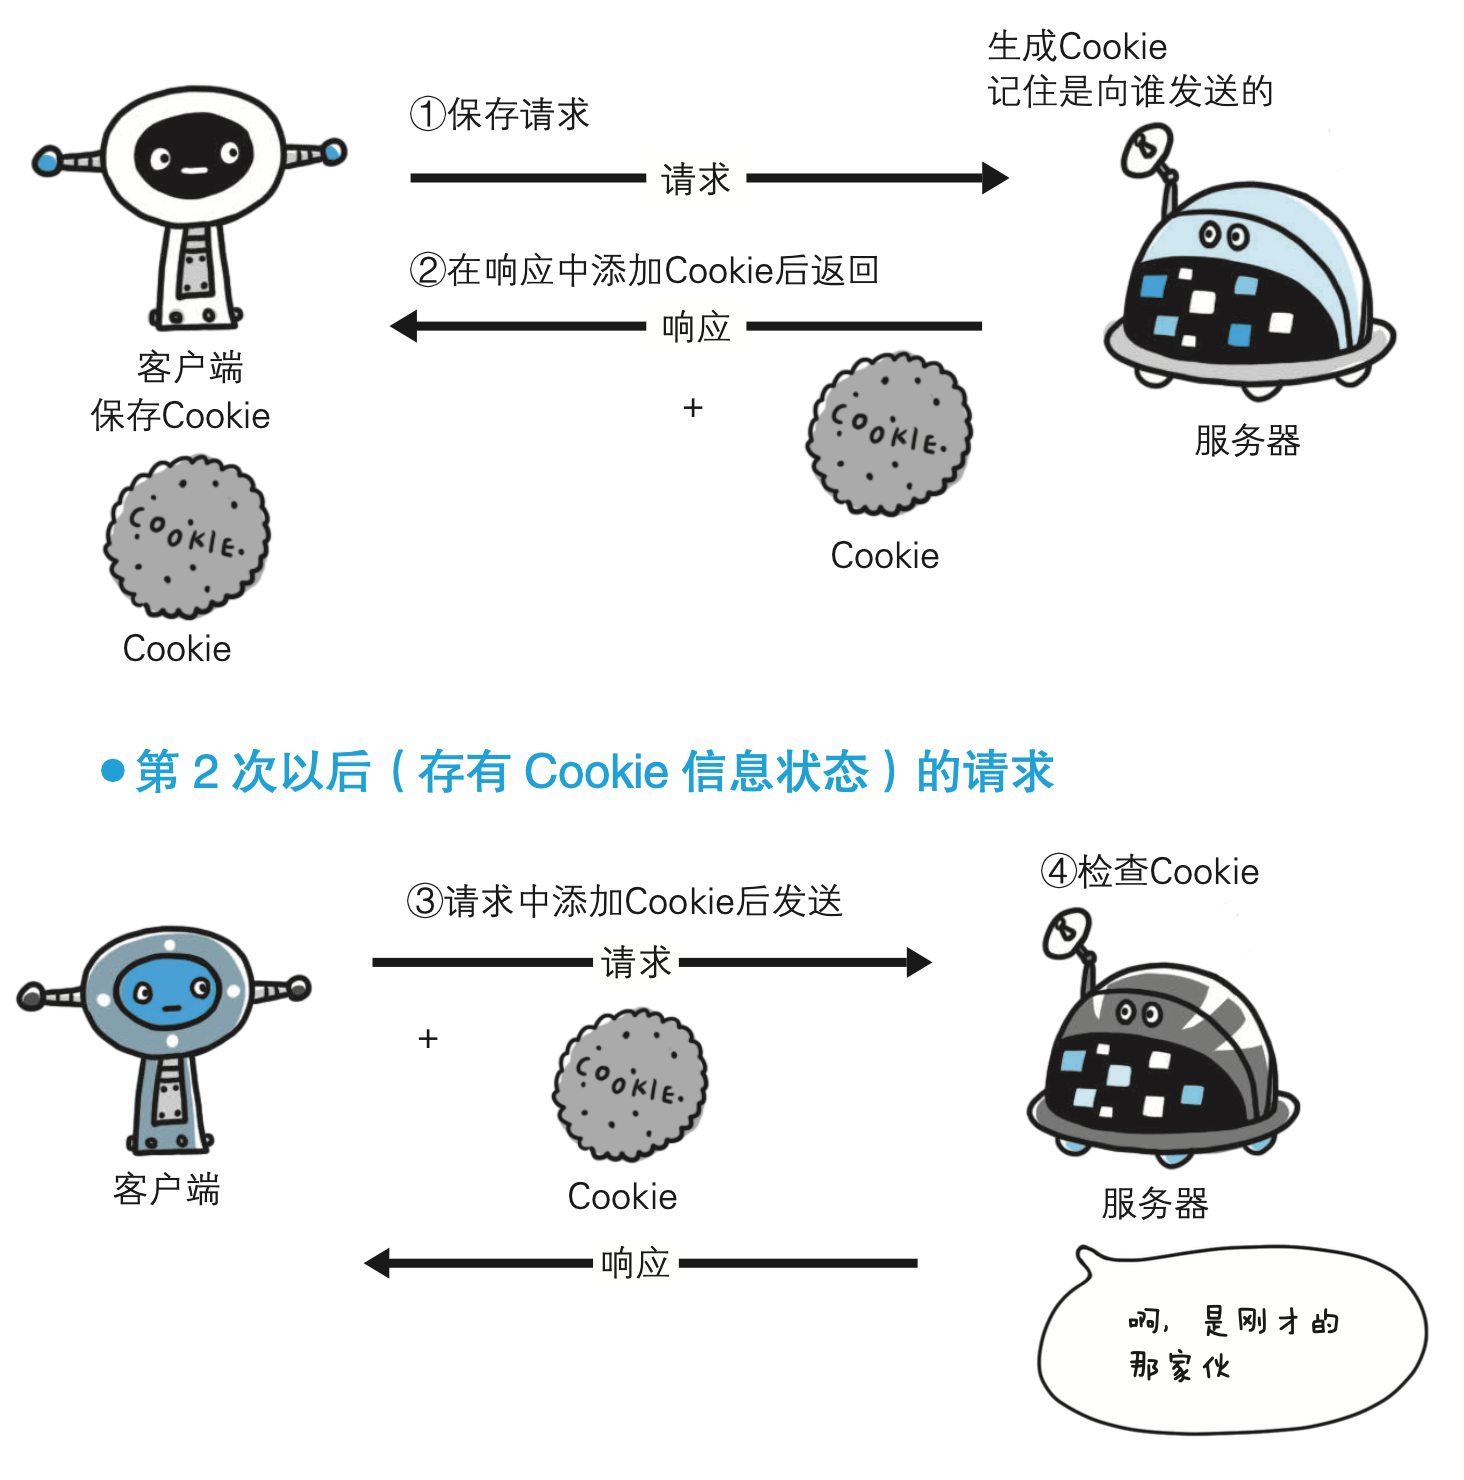 生成Cookie
记住是向谁发送的
①保存请求
请求
②在响应中添加Cookie后返回
响应
+
COOKIE.
Cookie
客户端
保存Cookie
COOKIE.
Cookie
服务器
●第 2 次以后（存有 Cookie 信息状态）的请求
③请求中添加Cookie后发送
请求
+
COOKIE.
Cookie
④检查Cookie
客户端
服务器
响应
啊，是刚才的
那家伙